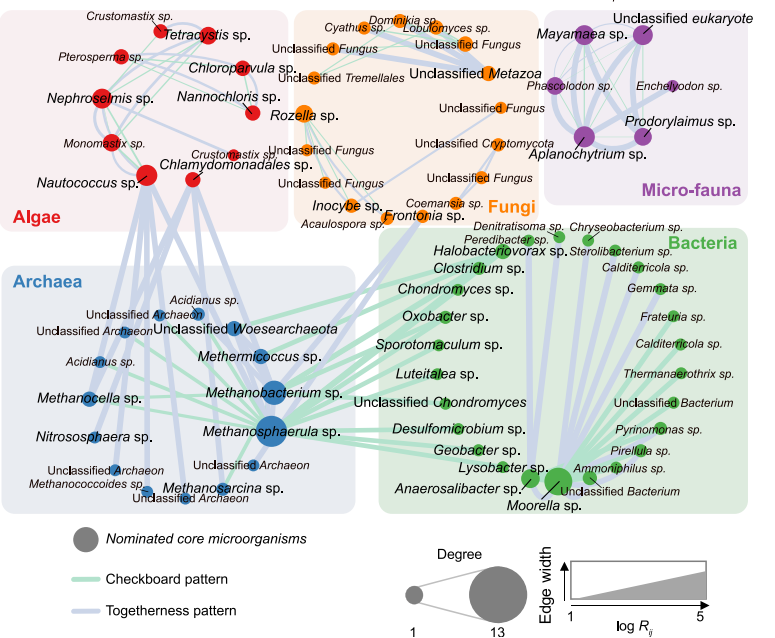 Crustomastix sp.
Tetracystis sp.
Pterosperma sp.
Chloroparvula sp.
Nephroselmis sp.
Nannochloris sp.
Monomastix sp.
Crustomastix sp.
Chlamydomonadales sp.
Nautococcus sp.
Algae
Dominikia sp.
Cyathus sp.
Lobulomyces sp.
Unclassified Fungus
Unclassified Fungus
Unclassified Tremellales
Unclassified Metazoa
Rozella sp.
Unclassified Fungus
Unclassified Fungus
Unclassified Cryptomycota
Unclassified Fungus
Unclassified Fungus
Inocybe sp.
Coemansia sp.
Acaulospora sp.
Frontonia sp.
Fungi
Unclassified eukaryote
Mayamaea sp.
Phascolodon sp.
Enchelyodon sp.
Prodorylaimus sp.
Aplanochytrium sp.
Micro-fauna
Archaea
Acidianus sp.
Unclassified Archaeon
Unclassified Archaeon
Unclassified Woesearchaeota
Acidianus sp.
Methermicoccus sp.
Methanocella sp.
Methanobacterium sp.
Nitrososphaera sp.
Methanosphaerula sp.
Unclassified Archaeon
Unclassified Archaeon
Methanococcoides sp.
Methanosarcina sp.
Unclassified Archaeon
Bacteria
Denitratisoma sp.
Chryseobacterium sp.
Peredibacter sp.
Halobacteriovorax sp.
Sterolibacterium sp.
Clostridium sp.
Calditerricola sp.
Chondromyces sp.
Gemmata sp.
Oxobacter sp.
Frateuria sp.
Sporotomaculum sp.
Calditerricola sp.
Luteitalea sp.
Thermanaerothrix sp.
Unclassified Chondromyces
Unclassified Bacterium
Desulfomicrobium sp.
Pyrinomonas sp.
Geobacter sp.
Pirellula sp.
Lysobacter sp.
Ammoniphilus sp.
Anaerosalibacter sp.
Unclassified Bacterium
Moorella sp.
Nominated core microorganisms
Checkboard pattern
Togetherness pattern
Degree
1
13
Edge width
1
5
log Rij